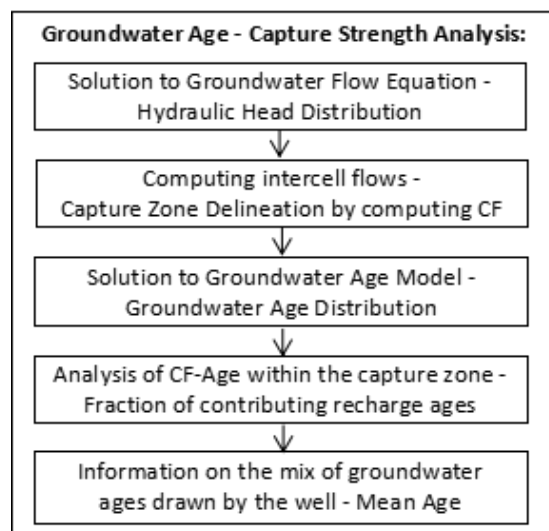 Groundwater Age - Capture Strength Analysis:
Solution to Groundwater Flow Equation -
Hydraulic Head Distribution
Computing intercell flows -
Capture Zone Delineation by computing CF
Solution to Groundwater Age Model -
Groundwater Age Distribution
Analysis of CF-Age within the capture zone -
Fraction of contributing recharge ages
Information on the mix of groundwater
ages drawn by the well - Mean Age